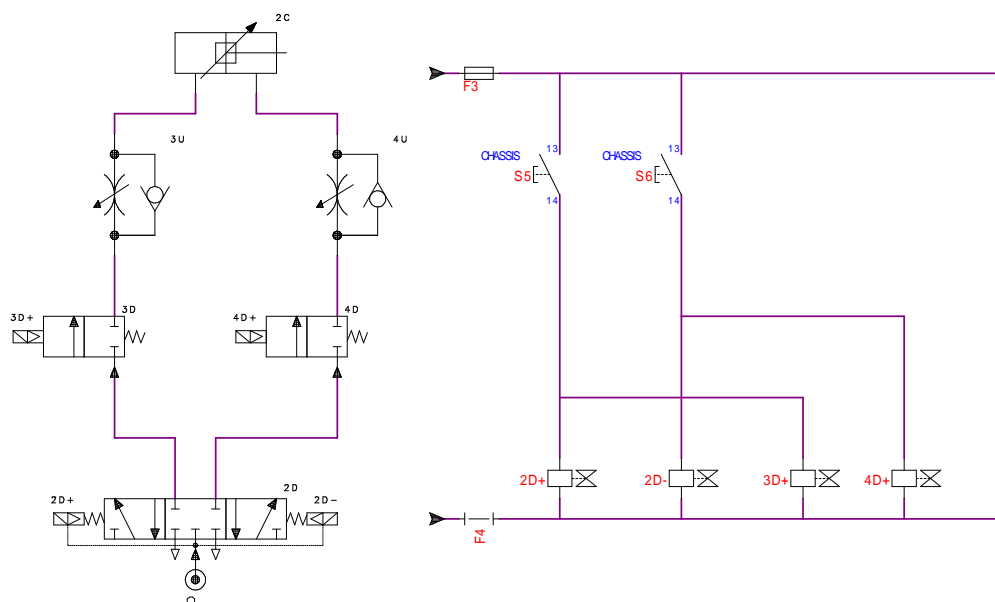 2C
3U
4U
3D+
3D
4D+
4D
2D+
2D
2D-
F3
CHASSIS
13
S5
14
CHASSIS
13
S6
14
2D+
2D-
3D+
4D+
F4